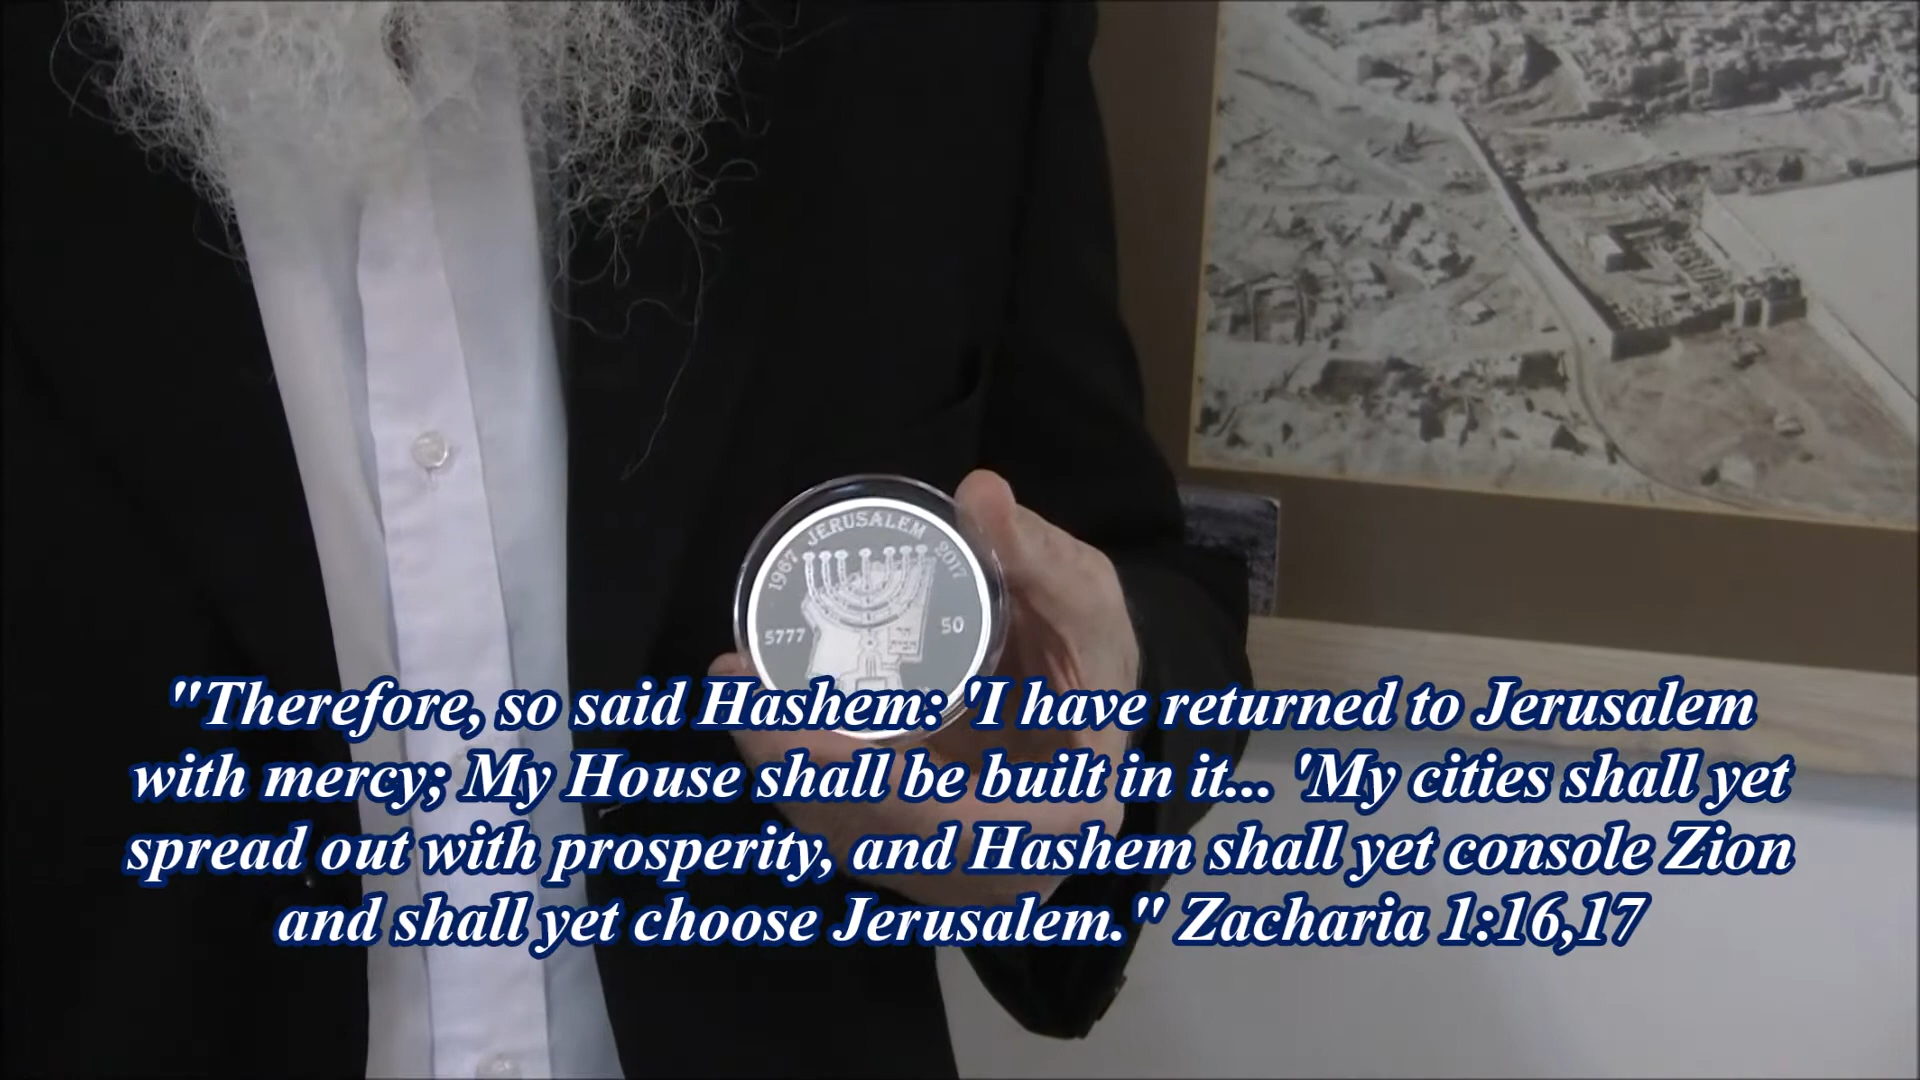 JERUSALEM
1967
2017
5777
50
"Therefore, so said Hashem: 'I have returned to Jerusalem
with mercy; My House shall be built in it... 'My cities shall yet
spread out with prosperity, and Hashem shall yet console Zion
and shall yet choose Jerusalem." Zacharia 1:16,17